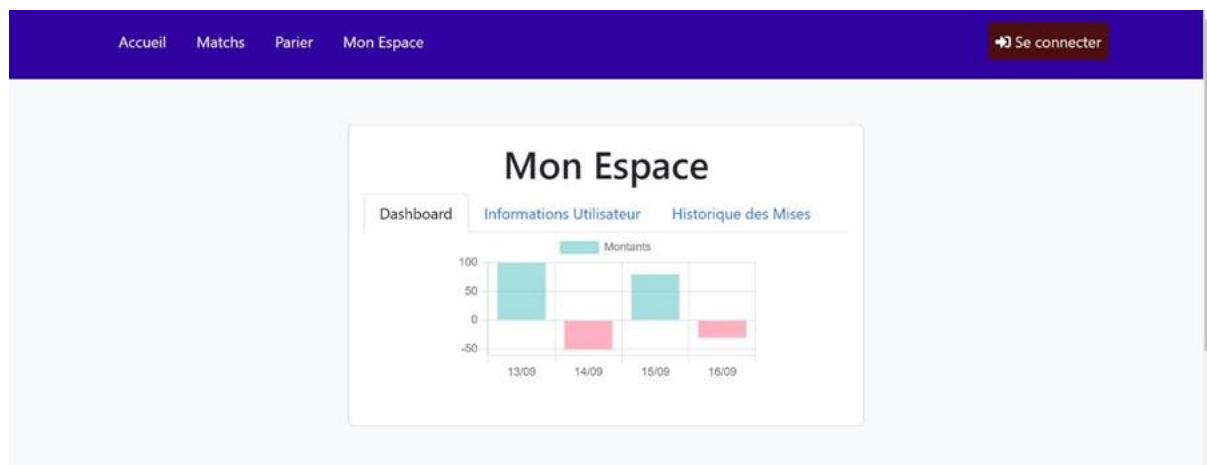 Accueil Matchs Parier Mon Espace Se connecter
Mon Espace
Dashboard Informations Utilisateur Historique des Mises
Montants
100
50
0
-50
13/09 14/09 15/09 16/09